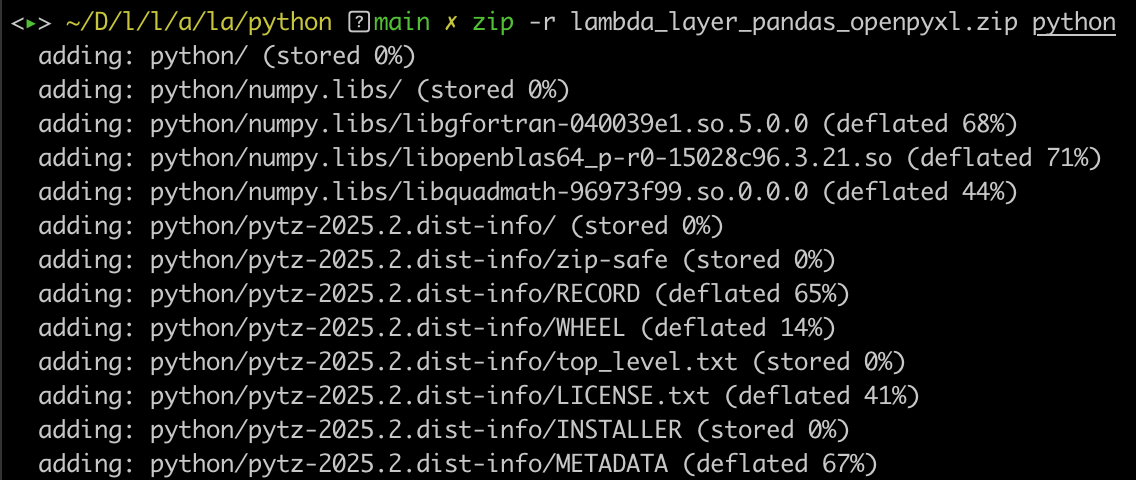 <▸> ~/D/l/l/a/la/python ?main ✗ zip -r lambda_layer_pandas_openpyxl.zip python
adding: python/ (stored 0%)
adding: python/numpy.libs/ (stored 0%)
adding: python/numpy.libs/libgfortran-040039e1.so.5.0.0 (deflated 68%)
adding: python/numpy.libs/libopenblas64_p-r0-15028c96.3.21.so (deflated 71%)
adding: python/numpy.libs/libquadmath-96973f99.so.0.0.0 (deflated 44%)
adding: python/pytz-2025.2.dist-info/ (stored 0%)
adding: python/pytz-2025.2.dist-info/zip-safe (stored 0%)
adding: python/pytz-2025.2.dist-info/RECORD (deflated 65%)
adding: python/pytz-2025.2.dist-info/WHEEL (deflated 14%)
adding: python/pytz-2025.2.dist-info/top_level.txt (stored 0%)
adding: python/pytz-2025.2.dist-info/LICENSE.txt (deflated 41%)
adding: python/pytz-2025.2.dist-info/INSTALLER (stored 0%)
adding: python/pytz-2025.2.dist-info/METADATA (deflated 67%)